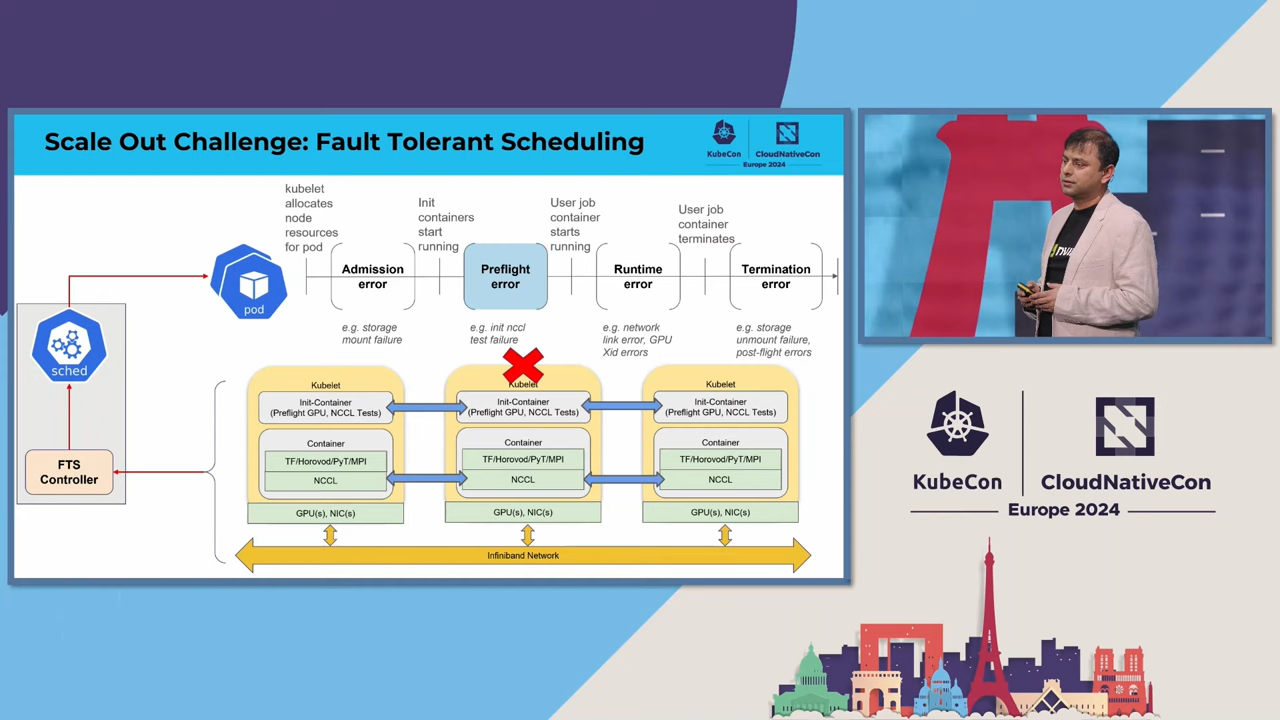 Scale Out Challenge: Fault Tolerant Scheduling
KubeCon
CloudNativeCon
Europe 2024
kubelet
allocates
node
resources
for pod
Init
containers
start
running
User job
container
starts
running
User job
container
terminates
pod
Admission
error
Preflight
error
Runtime
error
Termination
error
e.g. storage
mount failure
e.g. init nccl
test failure
e.g. network
link error, GPU
Xid errors
e.g. storage
unmount failure,
post-flight errors
sched
FTS
Controller
Kubelet
Init-Container
(Preflight GPU, NCCL Tests)
Container
TF/Horovod/PyT/MPI
NCCL
GPU(s), NIC(s)
Kubelet
Init-Container
(Preflight GPU, NCCL Tests)
Container
TF/Horovod/PyT/MPI
NCCL
GPU(s), NIC(s)
Kubelet
Init-Container
(Preflight GPU, NCCL Tests)
Container
TF/Horovod/PyT/MPI
NCCL
GPU(s), NIC(s)
Infiniband Network
KubeCon
CloudNativeCon
Europe 2024